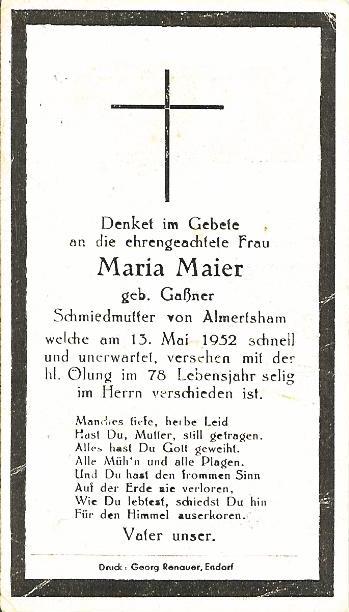 Denket im Gebete
an die ehrengeachtete Frau
Maria Maier
geb. Gaßner
Schmiedmutter von Almertsham
welche am 13. Mai 1952 schnell
und unerwartet, versehen mit der
hl. Ölung im 78 Lebensjahr selig
im Herrn verschieden ist.
Manches tiefe, herbe Leid
Hast Du, Mutter, still getragen.
Alles hast Du Gott geweiht.
Alle Müh'n und alle Plagen.
Und Du hast den frommen Sinn
Auf der Erde nie verloren,
Wie Du lebtest, schiedst Du hin
Für den Himmel auserkoren.
Vater unser.
Druck: Georg Renauer, Endorf